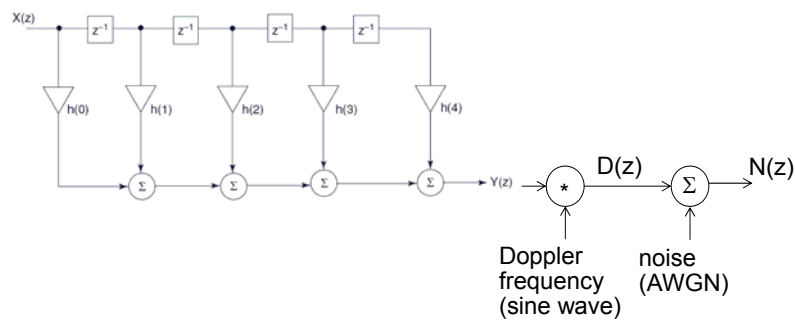 X(z)
z⁻¹
z⁻¹
z⁻¹
z⁻¹
h(0)
h(1)
h(2)
h(3)
h(4)
Σ
Σ
Σ
Σ
Y(z)
*
D(z)
Σ
N(z)
Doppler
frequency
(sine wave)
noise
(AWGN)